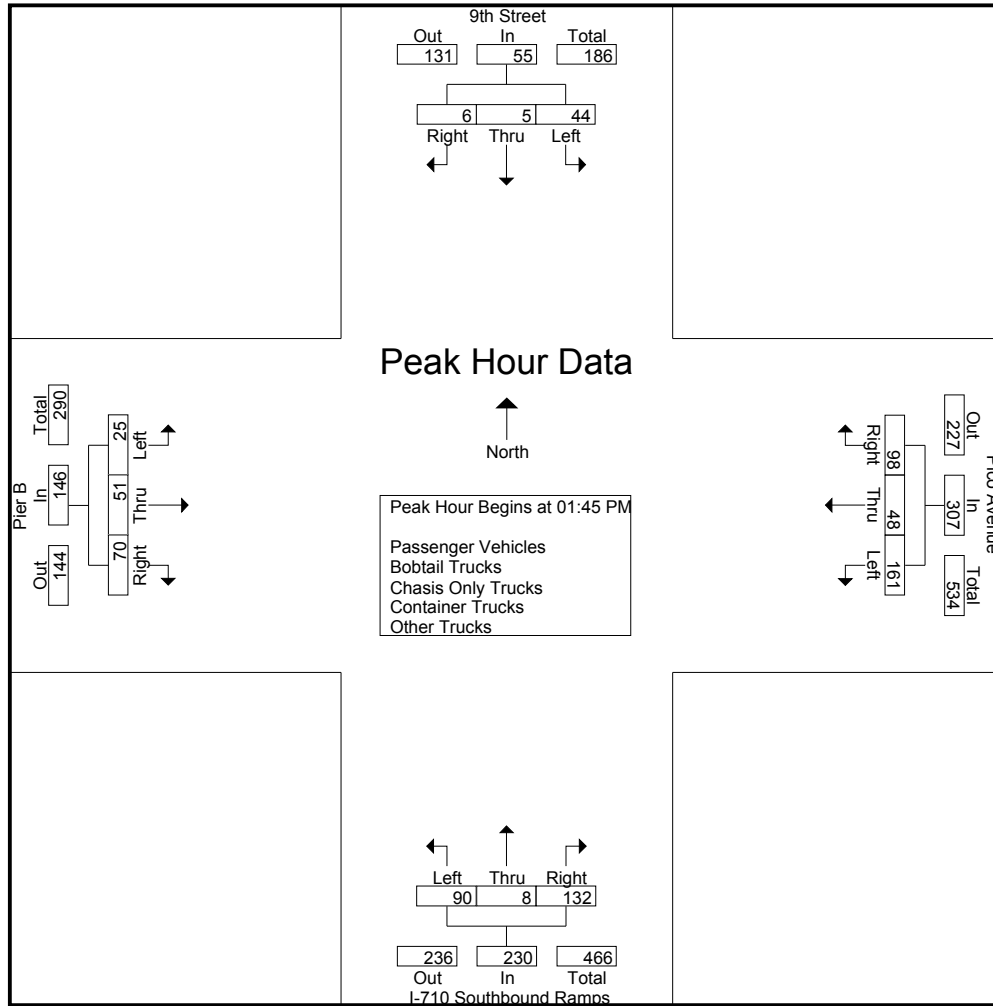 9th Street
Out In Total
131 55 186
6 5 44
Right Thru Left
Peak Hour Data
North
Peak Hour Begins at 01:45 PM
Passenger Vehicles
Bobtail Trucks
Chasis Only Trucks
Container Trucks
Other Trucks
Pier B
Out In Total
144 146 290
Left Thru Right
25 51 70
Pico Avenue
Out In Total
227 307 534
98 48 161
Right Thru Left
Left Thru Right
90 8 132
236 230 466
Out In Total
I-710 Southbound Ramps